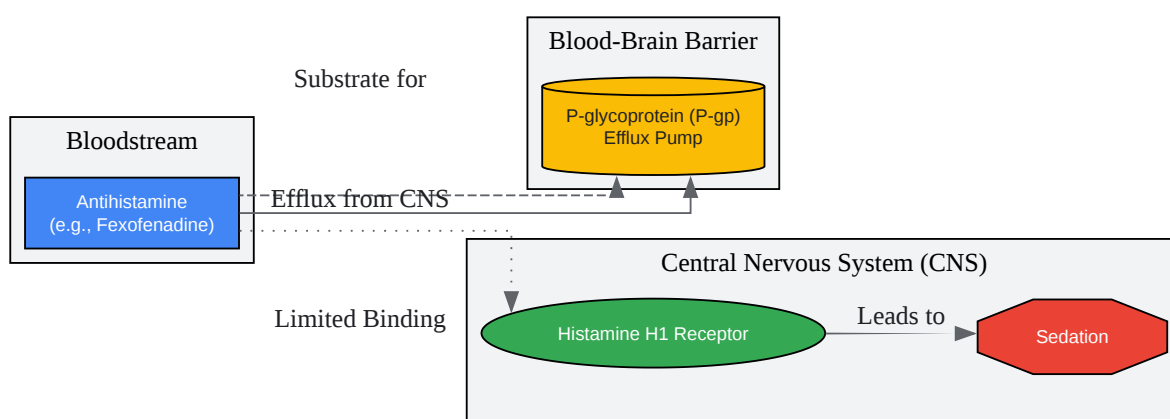 Blood-Brain Barrier
Substrate for
P-glycoprotein (P-gp)
Efflux Pump
Bloodstream
Antihistamine
(e.g., Fexofenadine)
Efflux from CNS
Central Nervous System (CNS)
Limited Binding
Histamine H1 Receptor
Leads to
Sedation